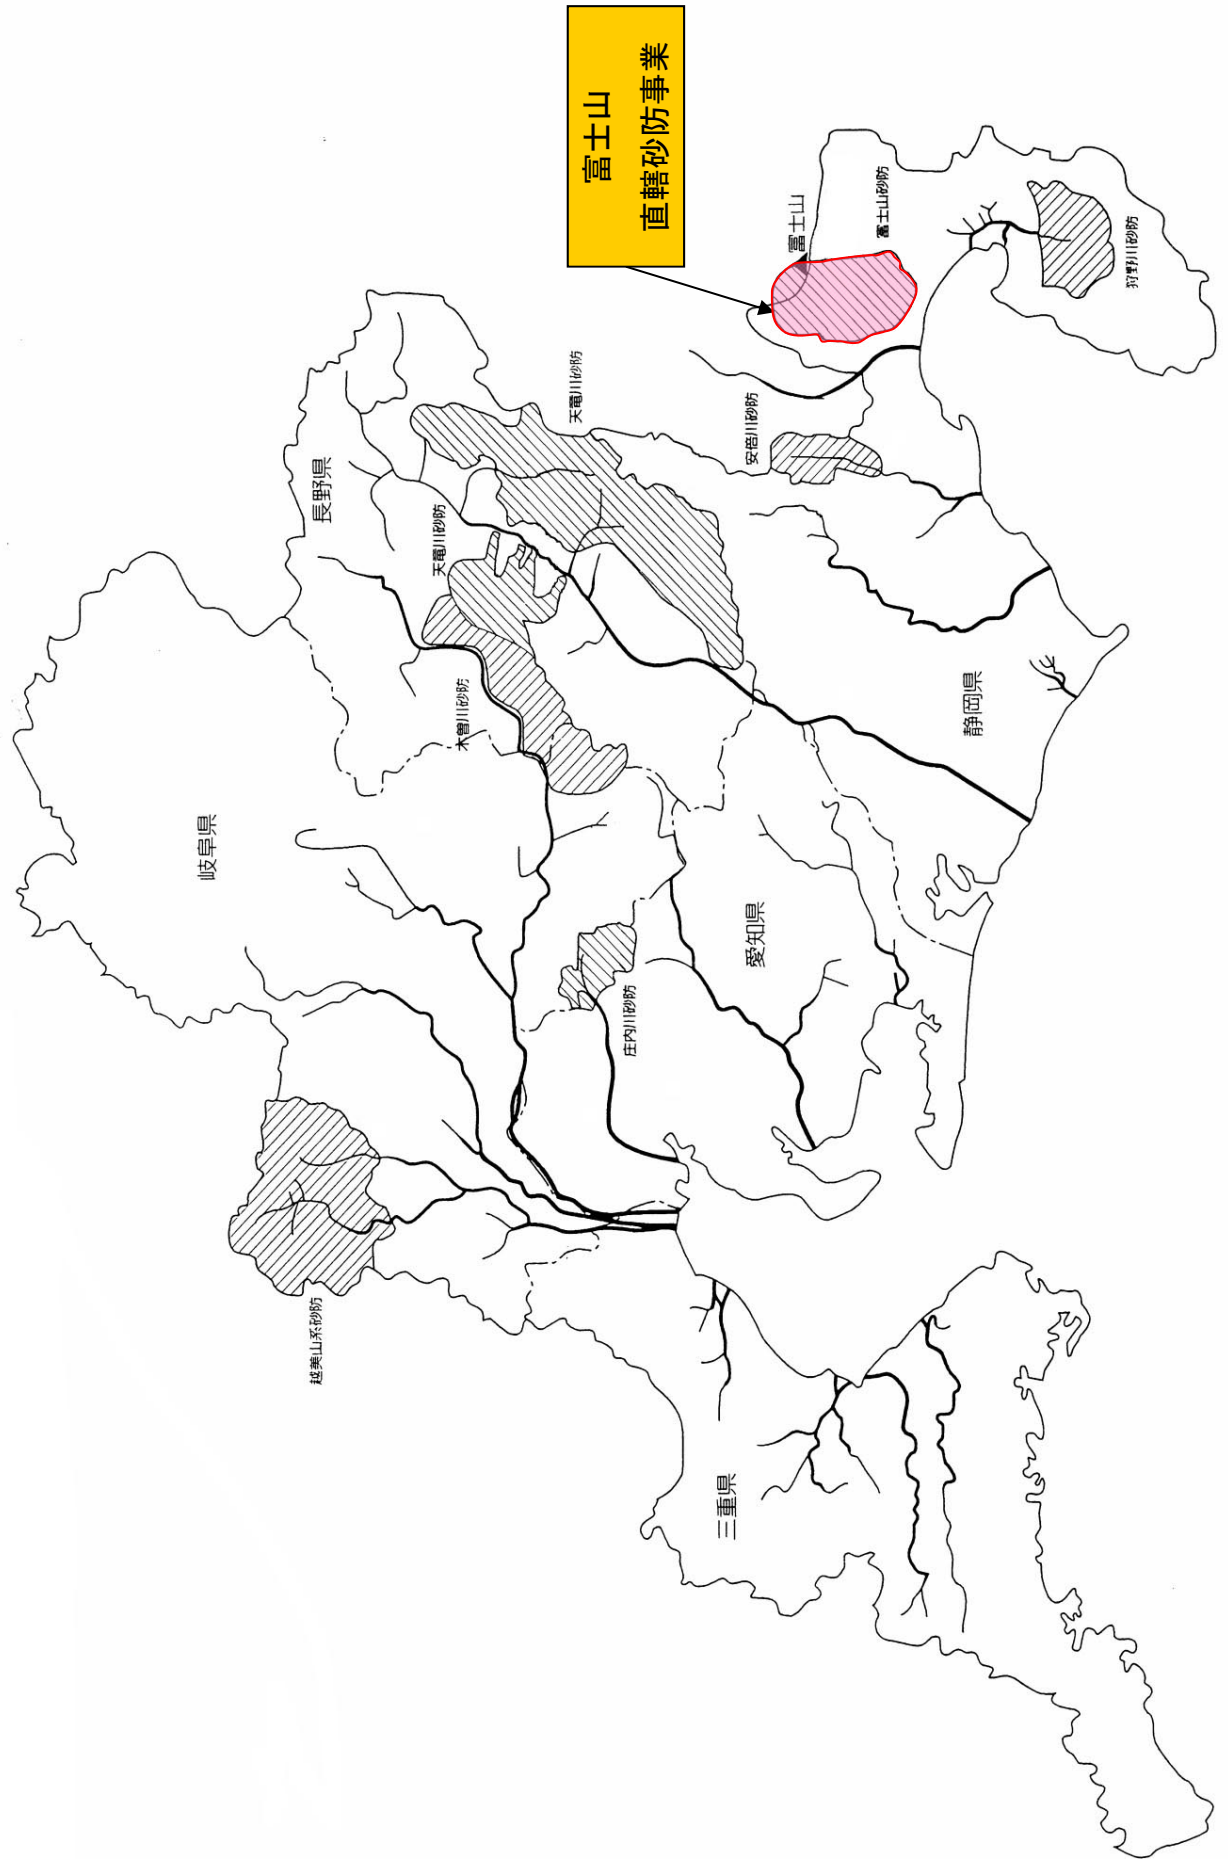 富士山
直轄砂防事業
富士山
富士山砂防
狩野川砂防
安倍川砂防
天竜川砂防
長野県
天竜川砂防
木曽川砂防
静岡県
岐阜県
愛知県
庄内川砂防
越美山系砂防
三重県